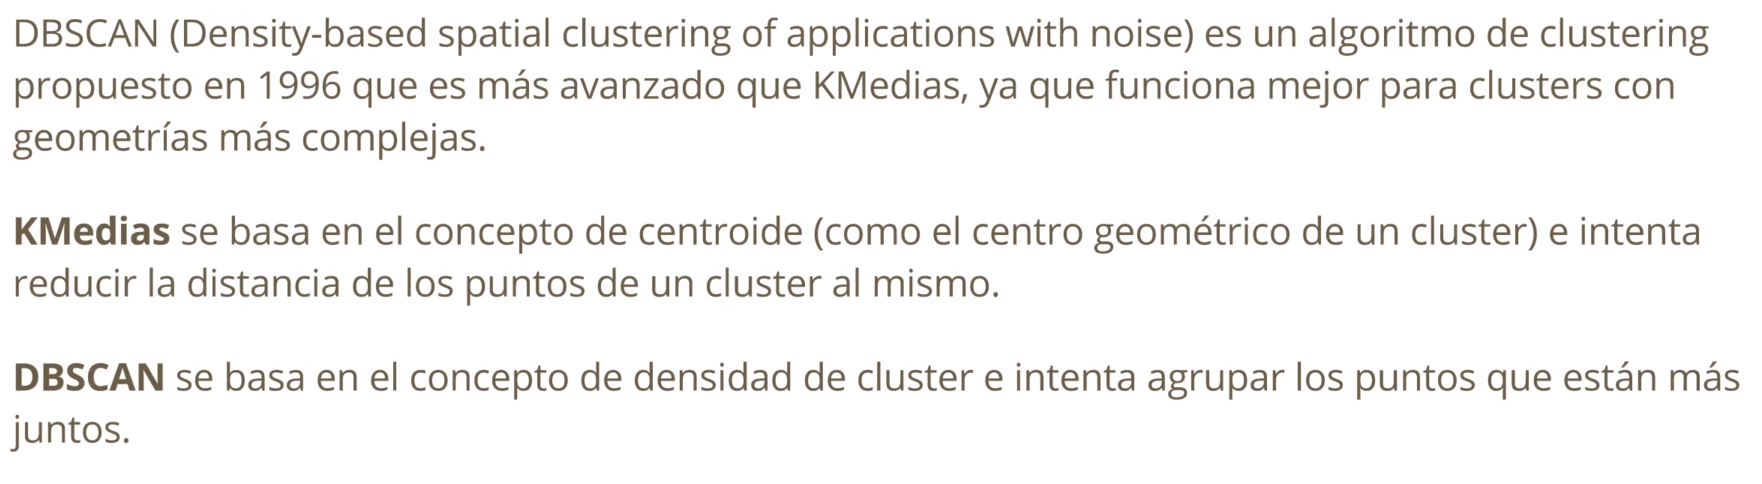 DBSCAN (Density-based spatial clustering of applications with noise) es un algoritmo de clustering
propuesto en 1996 que es más avanzado que KMedias, ya que funciona mejor para clusters con
geometrías más complejas.
KMedias se basa en el concepto de centroide (como el centro geométrico de un cluster) e intenta
reducir la distancia de los puntos de un cluster al mismo.
DBSCAN se basa en el concepto de densidad de cluster e intenta agrupar los puntos que están más
juntos.